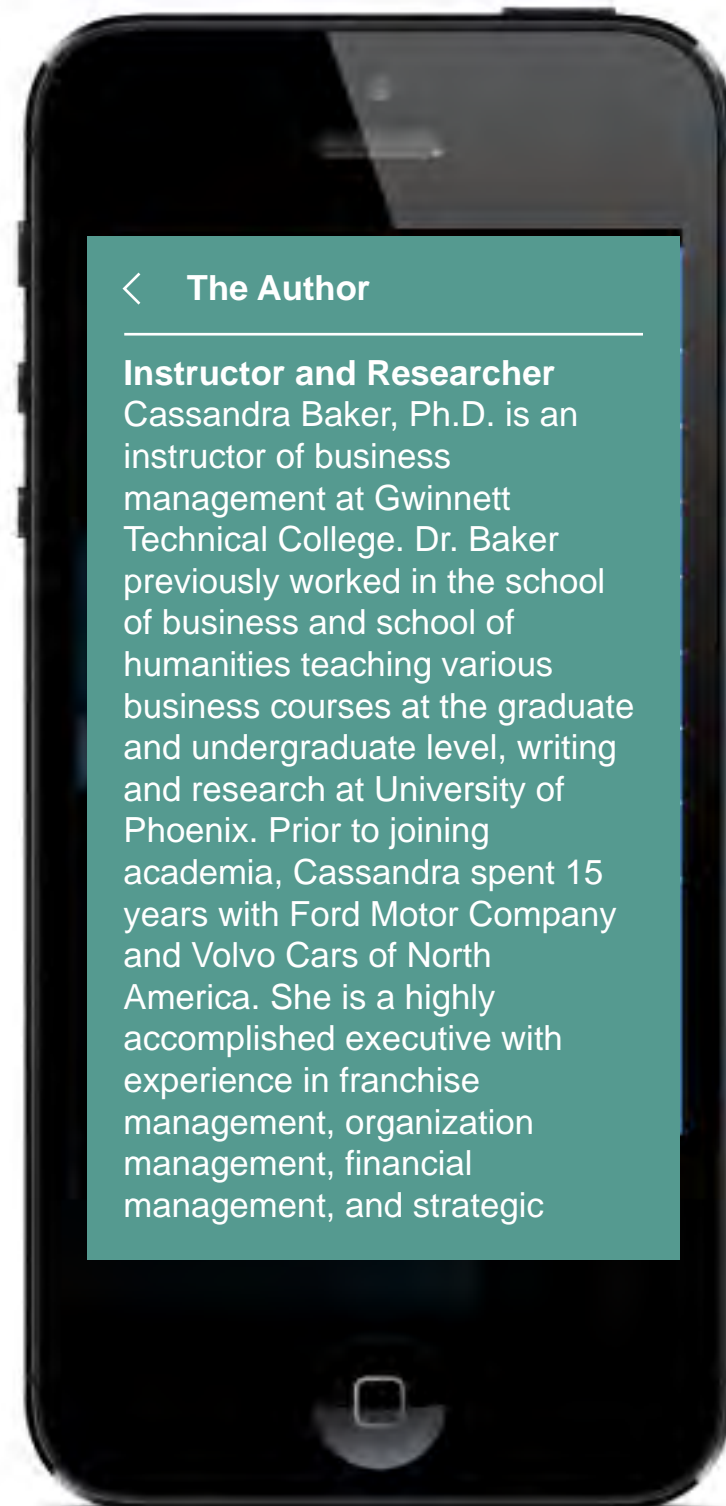 The Author
Instructor and Researcher
Cassandra Baker, Ph.D. is an
instructor of business
management at Gwinnett
Technical College. Dr. Baker
previously worked in the school
of business and school of
humanities teaching various
business courses at the graduate
and undergraduate level, writing
and research at University of
Phoenix. Prior to joining
academia, Cassandra spent 15
years with Ford Motor Company
and Volvo Cars of North
America. She is a highly
accomplished executive with
experience in franchise
management, organization
management, financial
management, and strategic